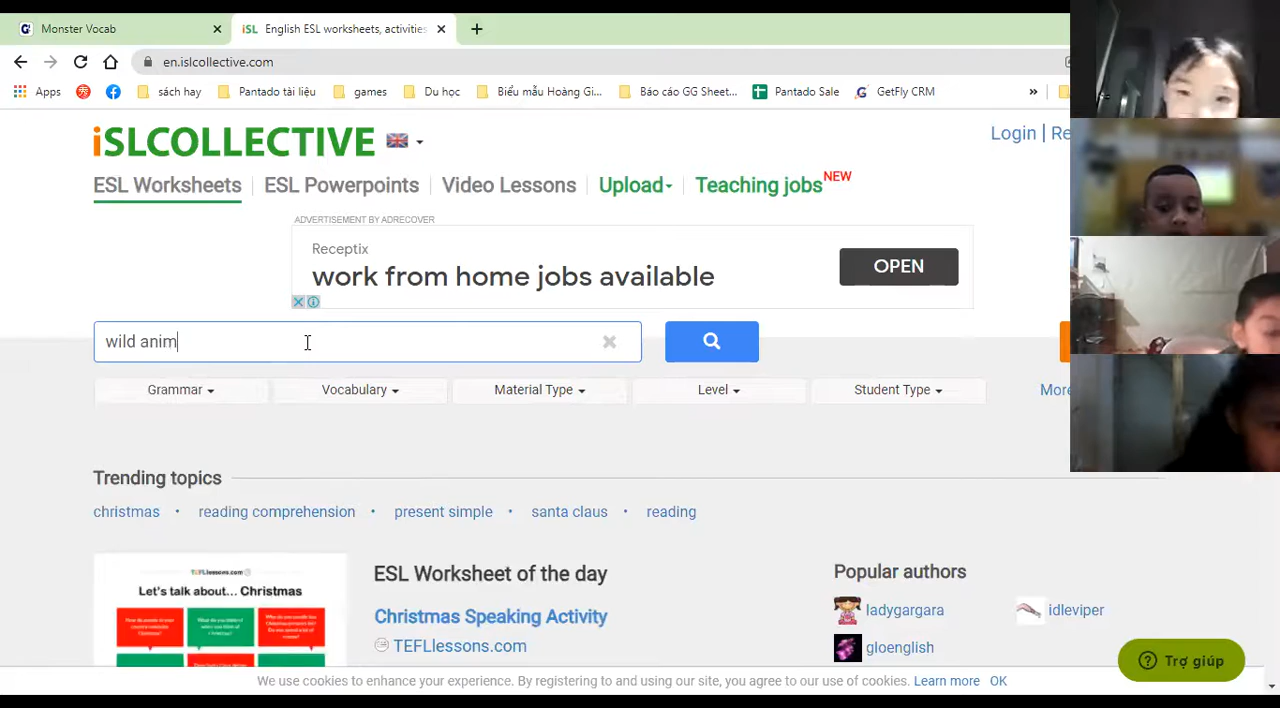 Monster Vocab
iSL English ESL worksheets, activities
en.islcollective.com
Apps sách hay Pantado tài liệu games Du học Biểu mẫu Hoàng Gi... Báo cáo GG Sheet... Pantado Sale GetFly CRM »
iSLCOLLECTIVE
Login | Re
ESL Worksheets ESL Powerpoints Video Lessons Upload Teaching jobs NEW
ADVERTISEMENT BY ADRECOVER
Receptix
work from home jobs available
OPEN
wild anim
Grammar Vocabulary Material Type Level Student Type More
Trending topics
christmas • reading comprehension • present simple • santa claus • reading
TEFLlessons.com
Let's talk about... Christmas
ESL Worksheet of the day
Christmas Speaking Activity
TEFLlessons.com
Popular authors
ladygargara idleviper
gloenglish
Trợ giúp
We use cookies to enhance your experience. By registering to and using our site, you agree to our use of cookies. Learn more OK